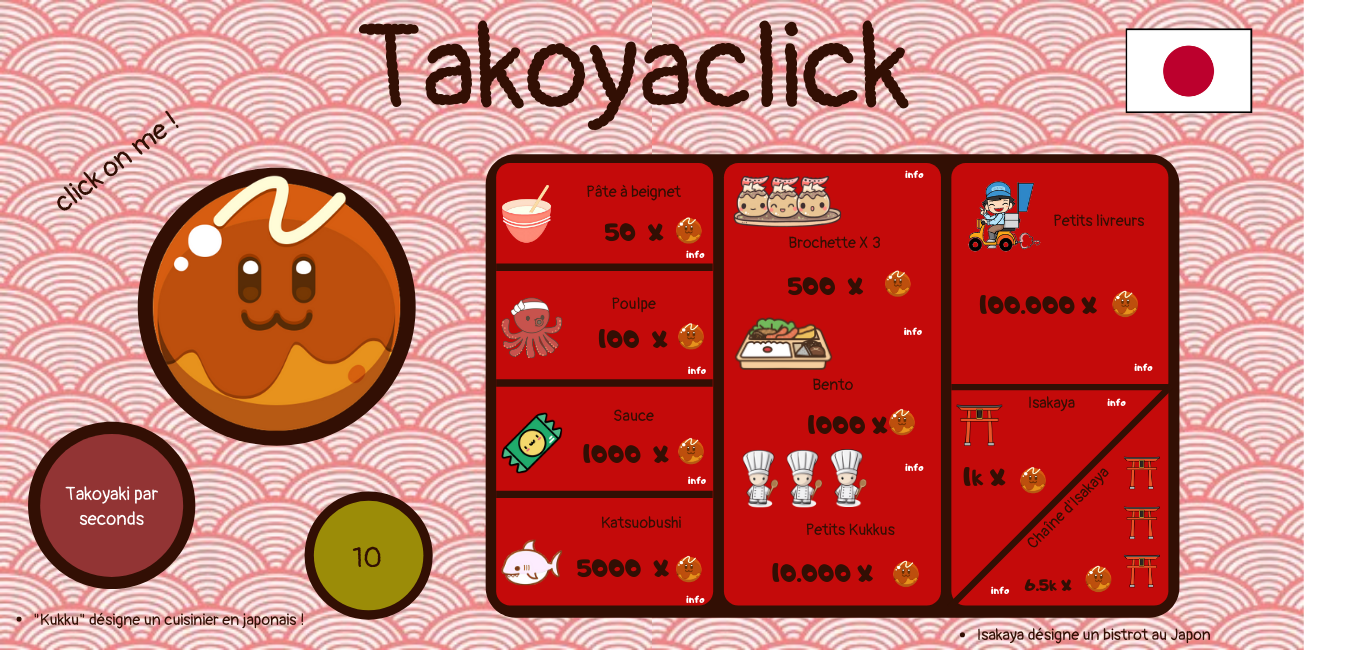 Takoyaclick
click on me !
Pâte à beignet
50 x
info
Poulpe
100 x
info
Sauce
1000 x
info
Katsuobushi
5000 x
info
info
Brochette X 3
500 x
info
Bento
1000 x
info
Petits Kukkus
10.000 x
Petits livreurs
100.000 x
info
Isakaya
info
1k x
Chaîne d'Isakaya
info
6.5k x
Takoyaki par
seconds
10
• "Kukku" désigne un cuisinier en japonais !
• Isakaya désigne un bistrot au Japon